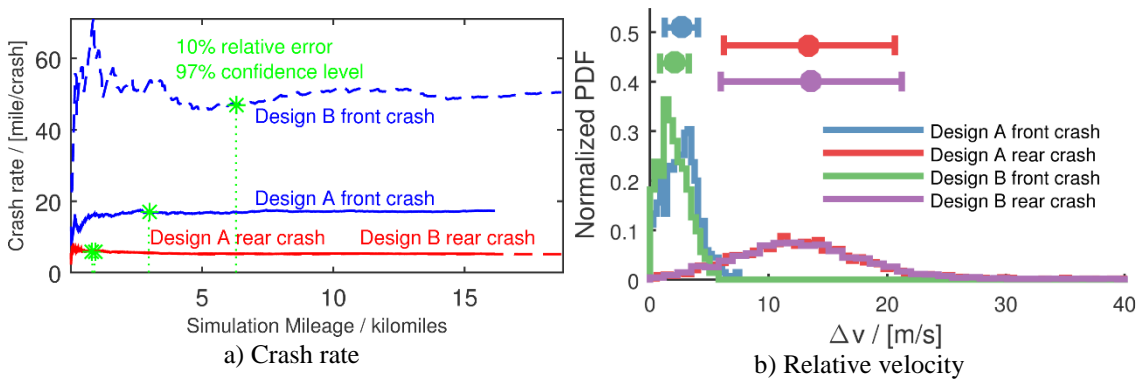 60
40
20
0
Crash rate / [mile/crash]
10% relative error
97% confidence level
Design B front crash
Design A front crash
Design A rear crash
Design B rear crash
5
10
15
Simulation Mileage / kilomiles
a) Crash rate
0.5
0.4
0.3
0.2
0.1
0
Normalized PDF
Design A front crash
Design A rear crash
Design B front crash
Design B rear crash
0
10
20
30
40
Δv / [m/s]
b) Relative velocity